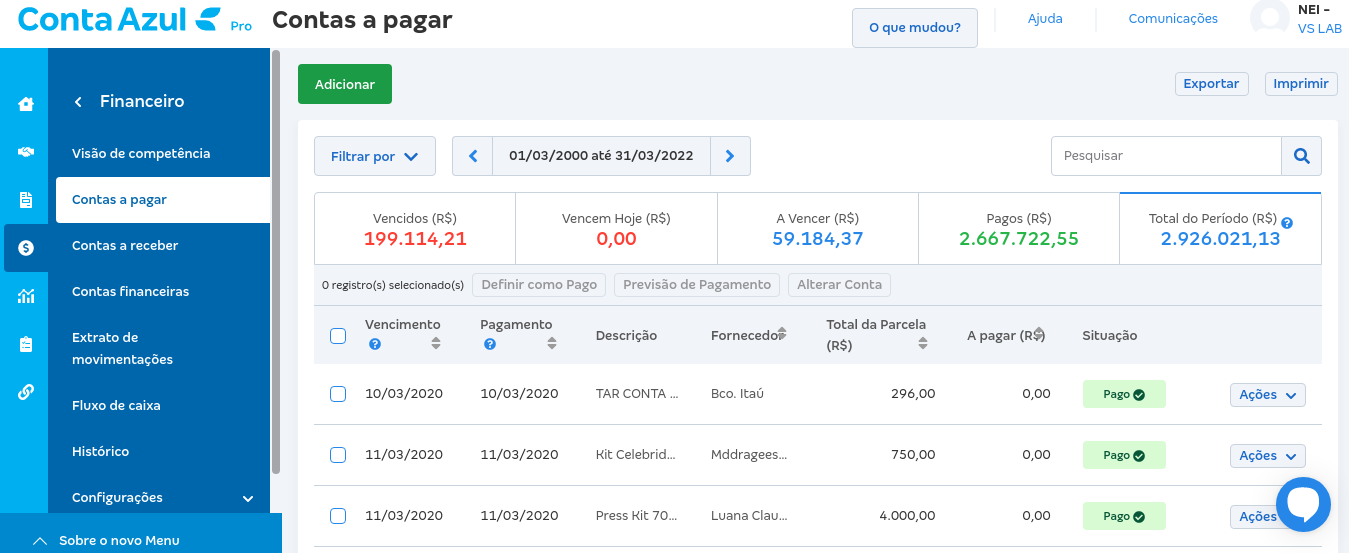 Conta Azul Pro
Contas a pagar
O que mudou?
Ajuda
Comunicações
NEI -
VS LAB
Financeiro
Visão de competência
Contas a pagar
Contas a receber
Contas financeiras
Extrato de
movimentações
Fluxo de caixa
Histórico
Configurações
Sobre o novo Menu
Adicionar
Exportar
Imprimir
Filtrar por
01/03/2000 até 31/03/2022
Pesquisar
Vencidos (R$)
199.114,21
Vencem Hoje (R$)
0,00
A Vencer (R$)
59.184,37
Pagos (R$)
2.667.722,55
Total do Período (R$) ?
2.926.021,13
0 registro(s) selecionado(s) Definir como Pago Previsão de Pagamento Alterar Conta
Vencimento ? Pagamento ? Descrição Fornecedor Total da Parcela (R$) A pagar (R$) Situação
10/03/2020 10/03/2020 TAR CONTA ... Bco. Itaú 296,00 0,00 Pago Ações
11/03/2020 11/03/2020 Kit Celebrid... Mddragees... 750,00 0,00 Pago Ações
11/03/2020 11/03/2020 Press Kit 70... Luana Clau... 4.000,00 0,00 Pago Ações